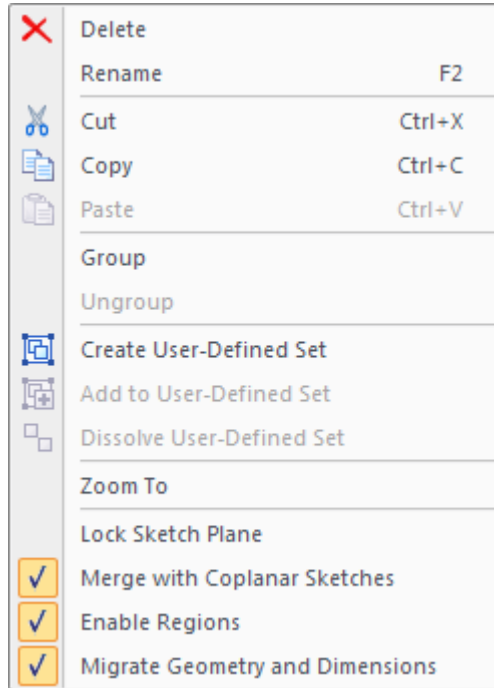 Delete
Rename F2
Cut Ctrl+X
Copy Ctrl+C
Paste Ctrl+V
Group
Ungroup
Create User-Defined Set
Add to User-Defined Set
Dissolve User-Defined Set
Zoom To
Lock Sketch Plane
Merge with Coplanar Sketches
Enable Regions
Migrate Geometry and Dimensions